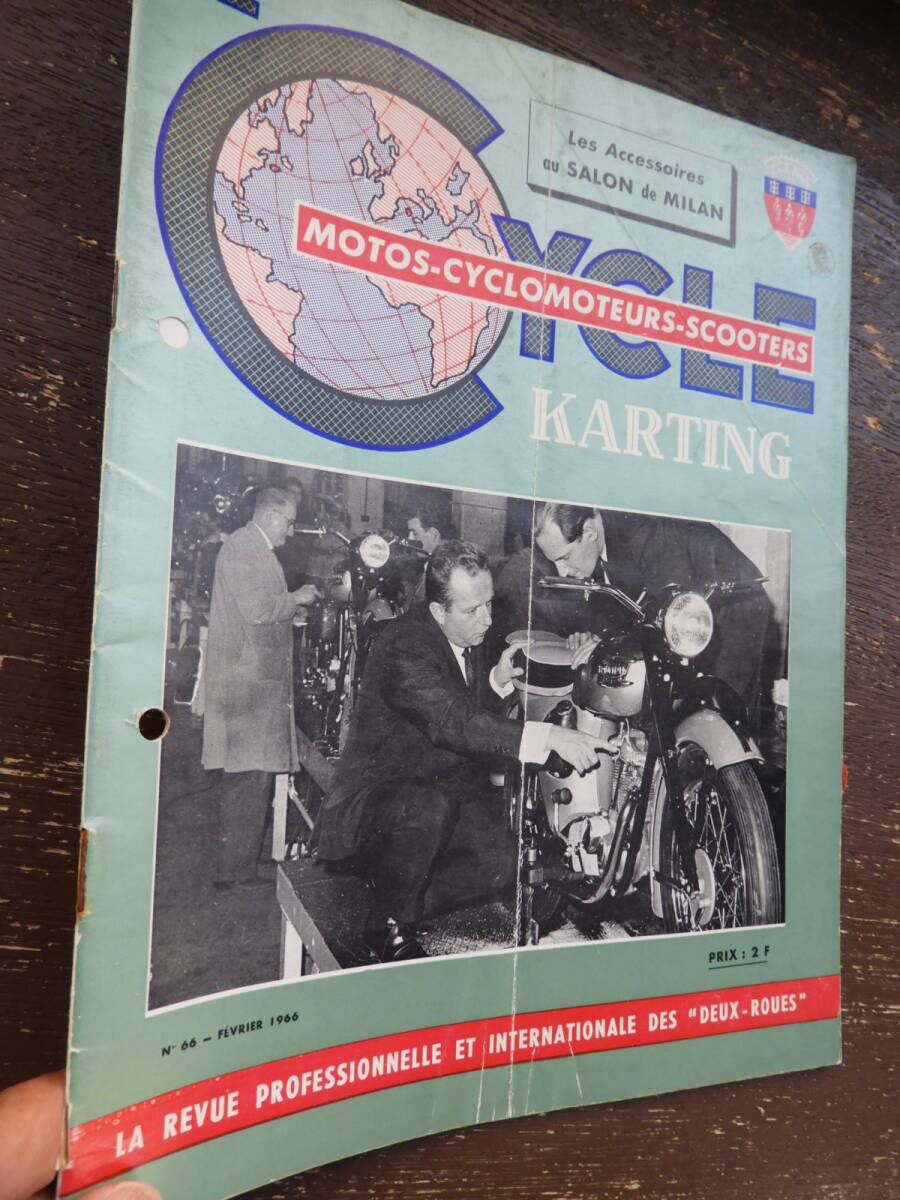 Les Accessoires
au SALON de MILAN
CYCLE
MOTOS-CYCLOMOTEURS-SCOOTERS
KARTING
TRIUMPH
PRIX : 2 F
N° 66 – FÉVRIER 1966
LA REVUE PROFESSIONNELLE ET INTERNATIONALE DES "DEUX-ROUES"